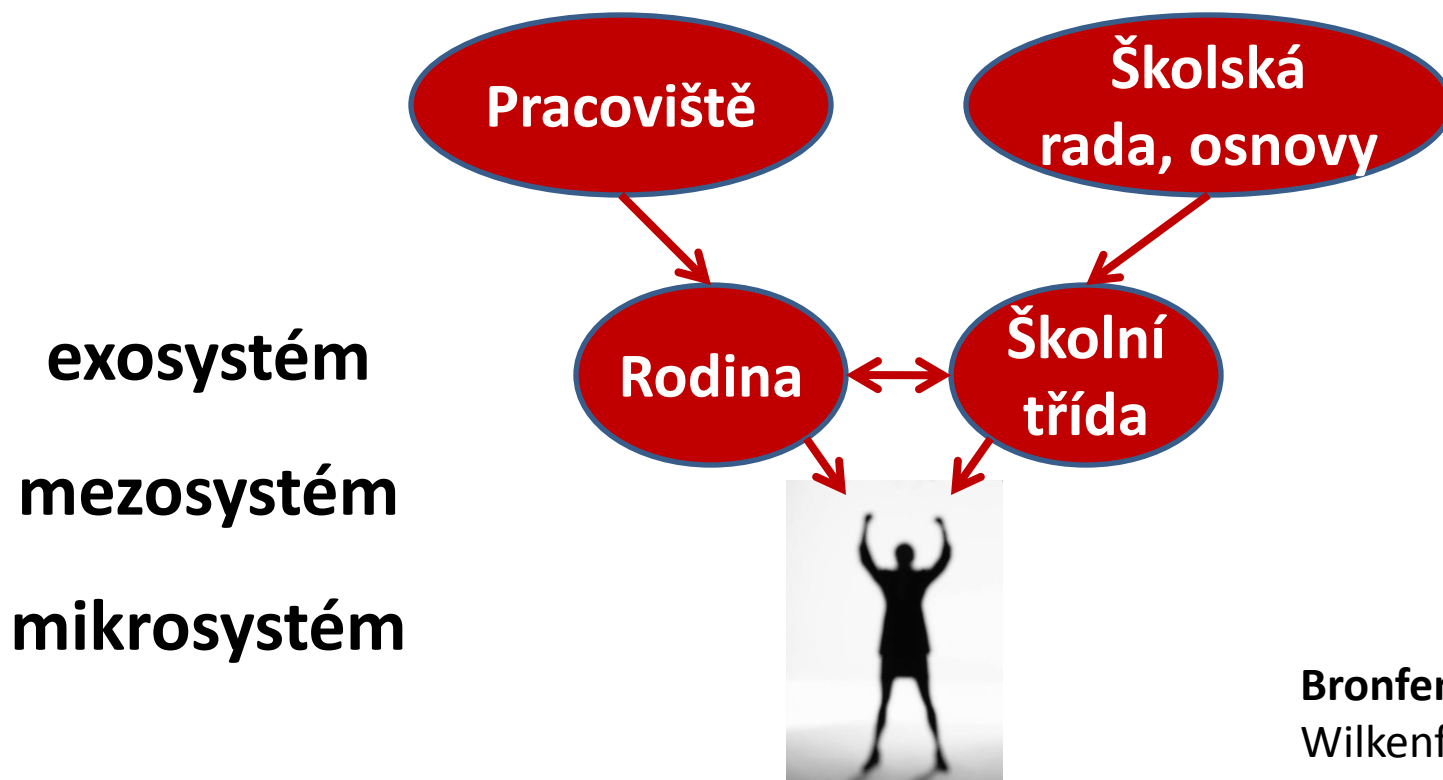 Pracoviště
Školská
rada, osnovy
Rodina
Školní
třída
exosystém
mezosystém
mikrosystém